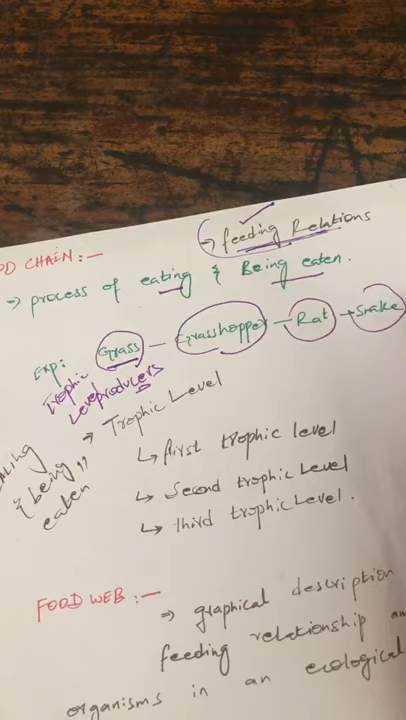 → feeding Relations
OD CHAIN:-
→ process of eating & Being eaten.
Exp: Grass - Grasshopper - Rat → Snake
Trophic
Level producers
→ Trophic Level
↳ first trophic level
↳ Second trophic Level
↳ third trophic Level.
& being "
eaten
FOOD WEB:-
→ graphical description
feeding relationship an
organisms in an ecological